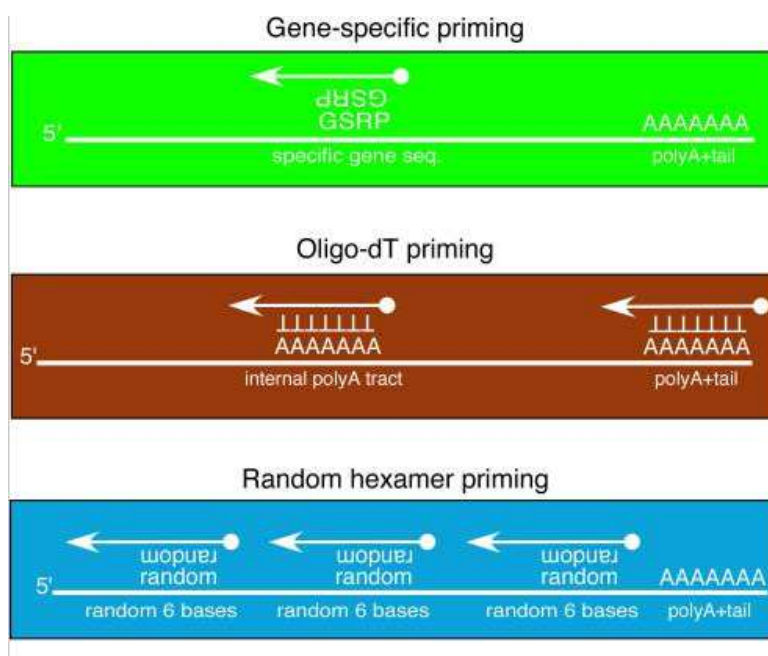 Gene-specific priming
GSRP
GSRP
5'
AAAAAAA
specific gene seq.
polyA+tail
Oligo-dT priming
TTTTTTT
TTTTTTT
AAAAAAA
AAAAAAA
5'
internal polyA tract
polyA+tail
Random hexamer priming
random random random
random random random
AAAAAAA
5'
random 6 bases random 6 bases random 6 bases polyA+tail